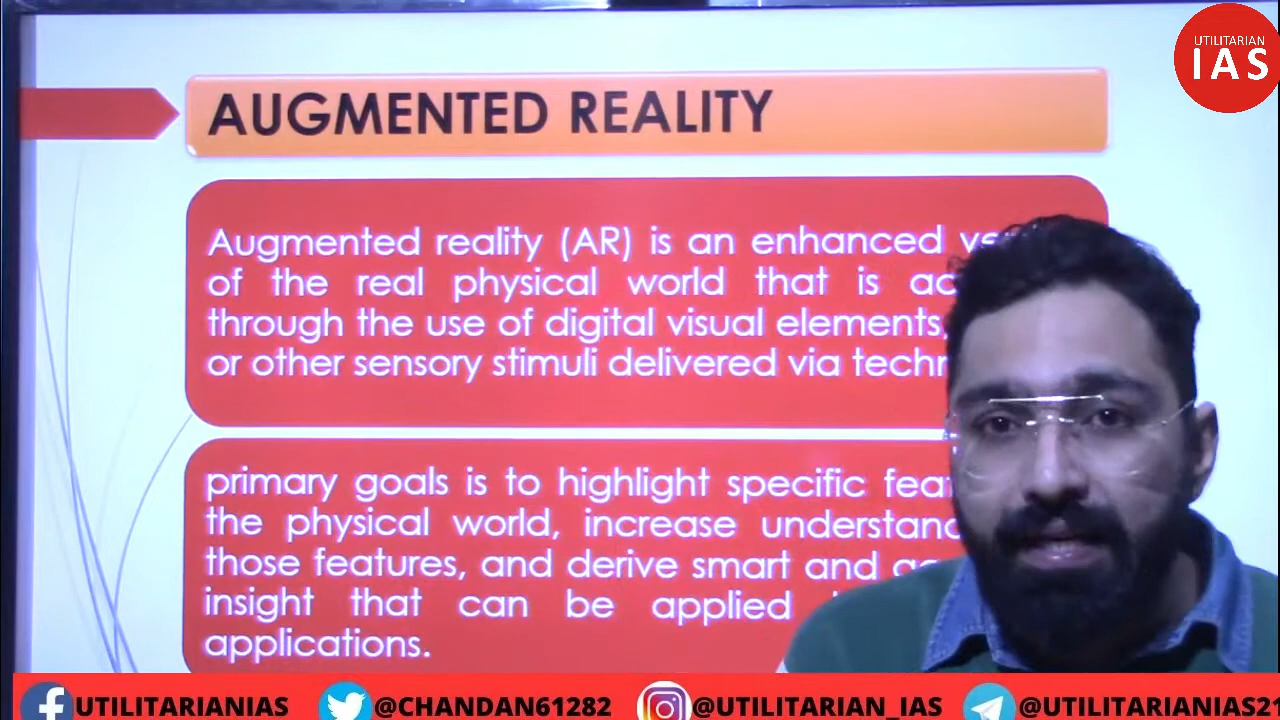 UTILITARIAN
IAS
AUGMENTED REALITY
Augmented reality (AR) is an enhanced
of the real physical world that is
through the use of digital visual elements,
or other sensory stimuli delivered via
primary goals is to highlight specific
the physical world, increase
those features, and derive smart and
insight that can be applied
applications.
UTILITARIANIAS @CHANDAN61282 @UTILITARIAN_IAS @UTILITARIANIAS21